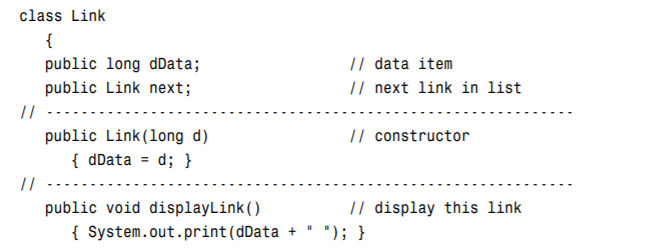 class Link
{
public long dData; // data item
public Link next; // next link in list
// -------------------------------------------------------------
public Link(long d) // constructor
{ dData = d; }
// -------------------------------------------------------------
public void displayLink() // display this link
{ System.out.print(dData + " "); }